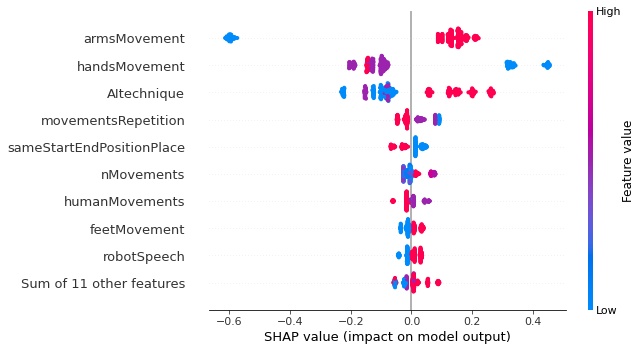 High
armsMovement
handsMovement
AItechnique
movementsRepetition
sameStartEndPositionPlace
nMovements
humanMovements
feetMovement
robotSpeech
Sum of 11 other features
Feature value
Low
−0.6 −0.4 −0.2 0.0 0.2 0.4
SHAP value (impact on model output)